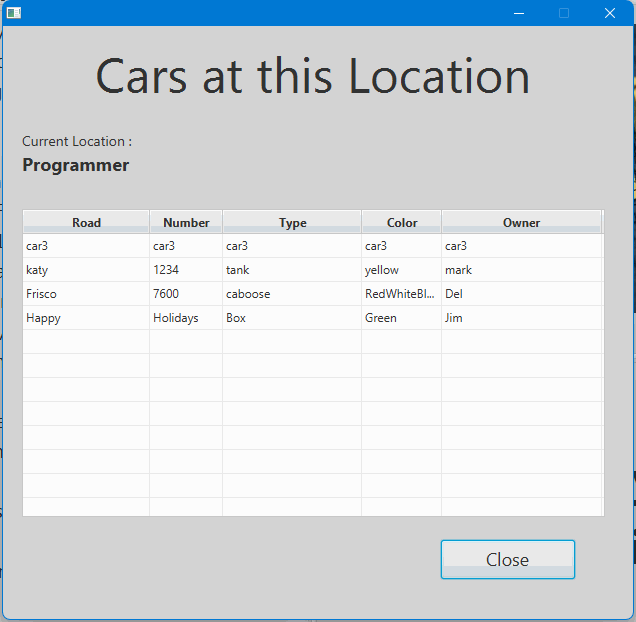 Cars at this Location
Current Location :
Programmer
Road Number Type Color Owner
car3 car3 car3 car3 car3
katy 1234 tank yellow mark
Frisco 7600 caboose RedWhiteBl... Del
Happy Holidays Box Green Jim
Close